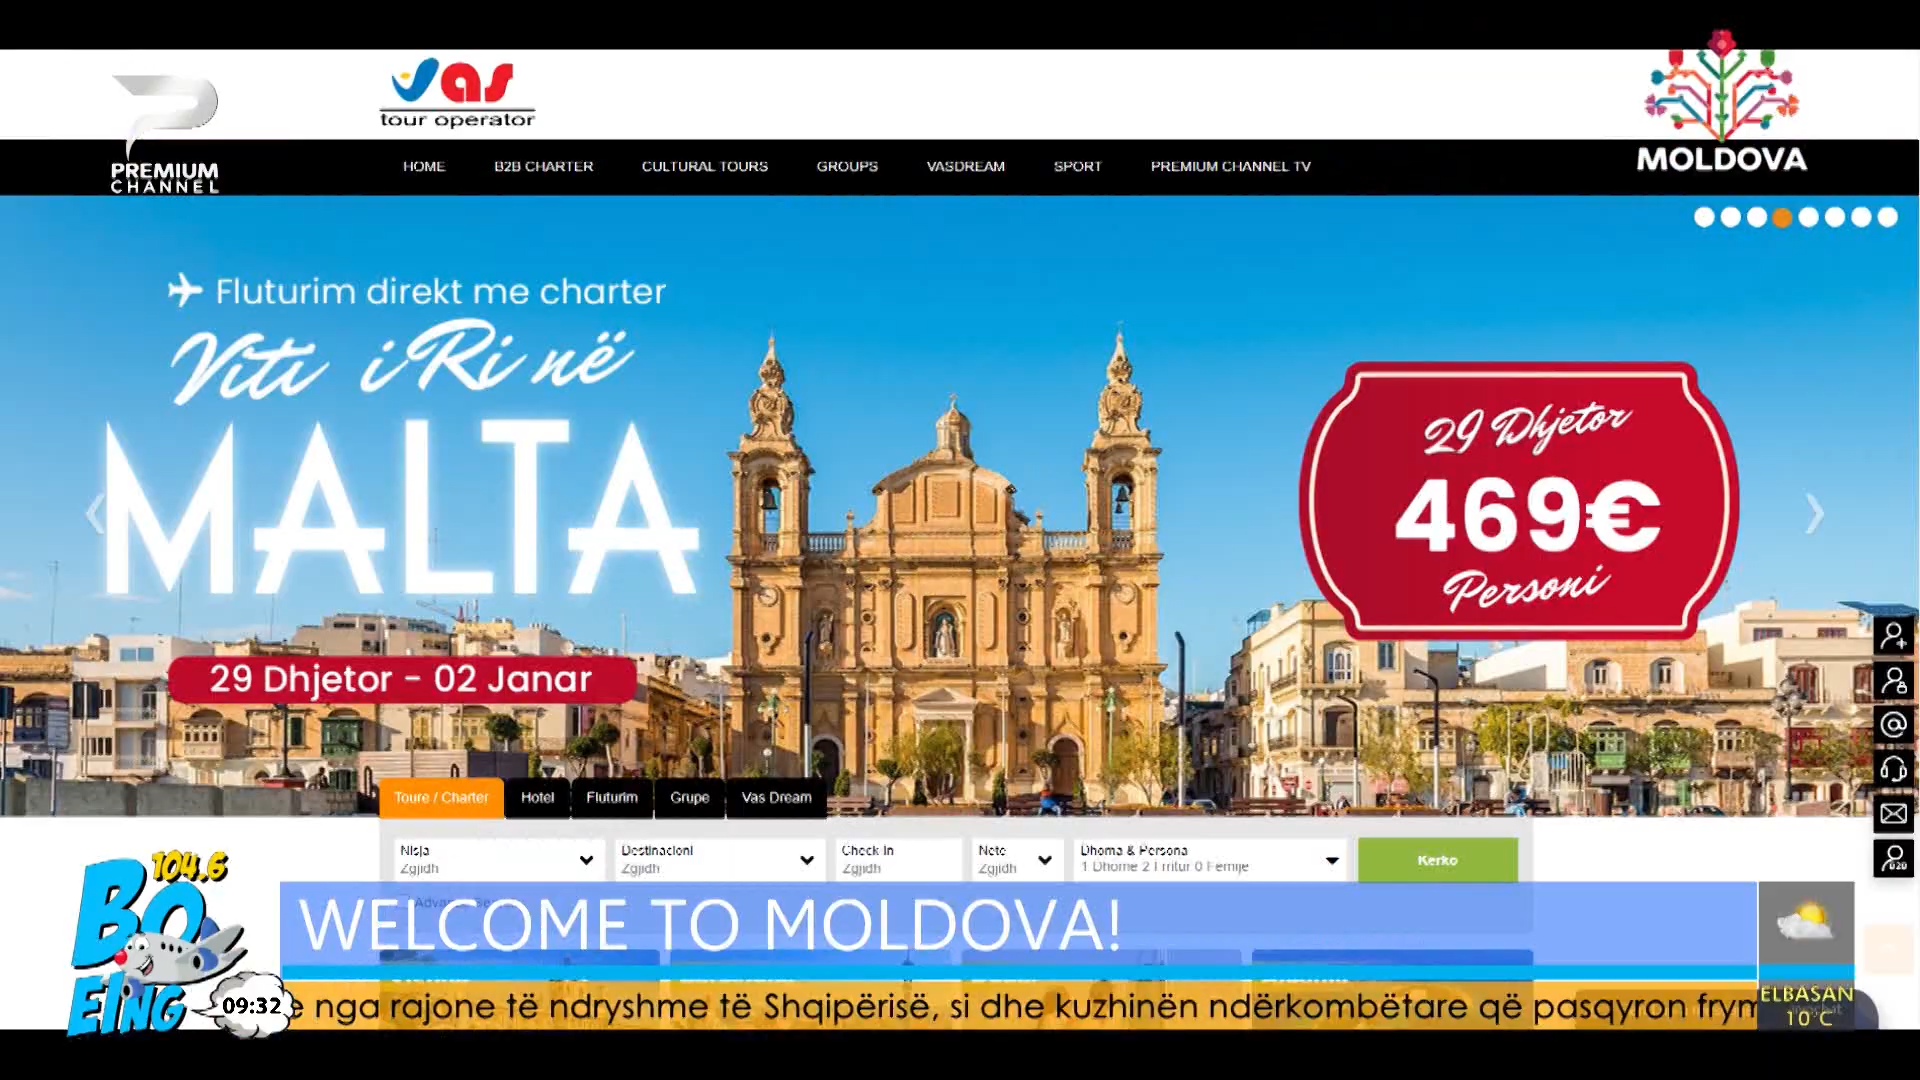 vas
tour operator
MOLDOVA
PREMIUM
CHANNEL
HOME
B2B CHARTER
CULTURAL TOURS
GROUPS
VASDREAM
SPORT
PREMIUM CHANNEL TV
Fluturim direkt me charter
Viti i Ri në
MALTA
29 Dhjetor - 02 Janar
29 Dhjetor
469€
Personi
Toure / Charter
Hotel
Fluturim
Grupe
Vas Dream
Nisja
Zgjidh
Destinacioni
Zgjidh
Check In
Zgjidh
Nete
Zgjidh
Dhoma & Persona
1 Dhome 2 Rritur 0 Femije
Kerko
B2B
104,6
BOEING
09:32
WELCOME TO MOLDOVA!
e nga rajone të ndryshme të Shqipërisë, si dhe kuzhinën ndërkombëtare që pasqyron frym
ELBASAN
10°C